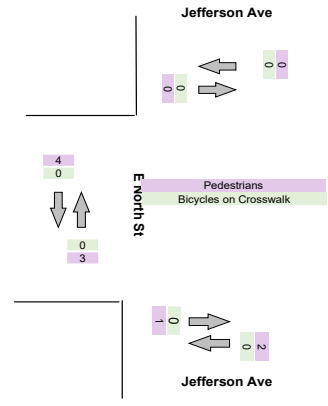 Jefferson Ave
0 0
0 0
4
0
E North St
Pedestrians
Bicycles on Crosswalk
0
3
1 0
0 2
Jefferson Ave